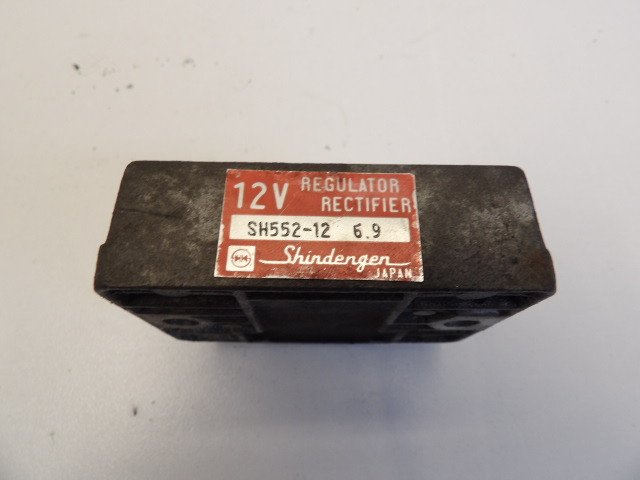 12V REGULATOR
RECTIFIER
SH552-12 6.9
Shindengen
JAPAN